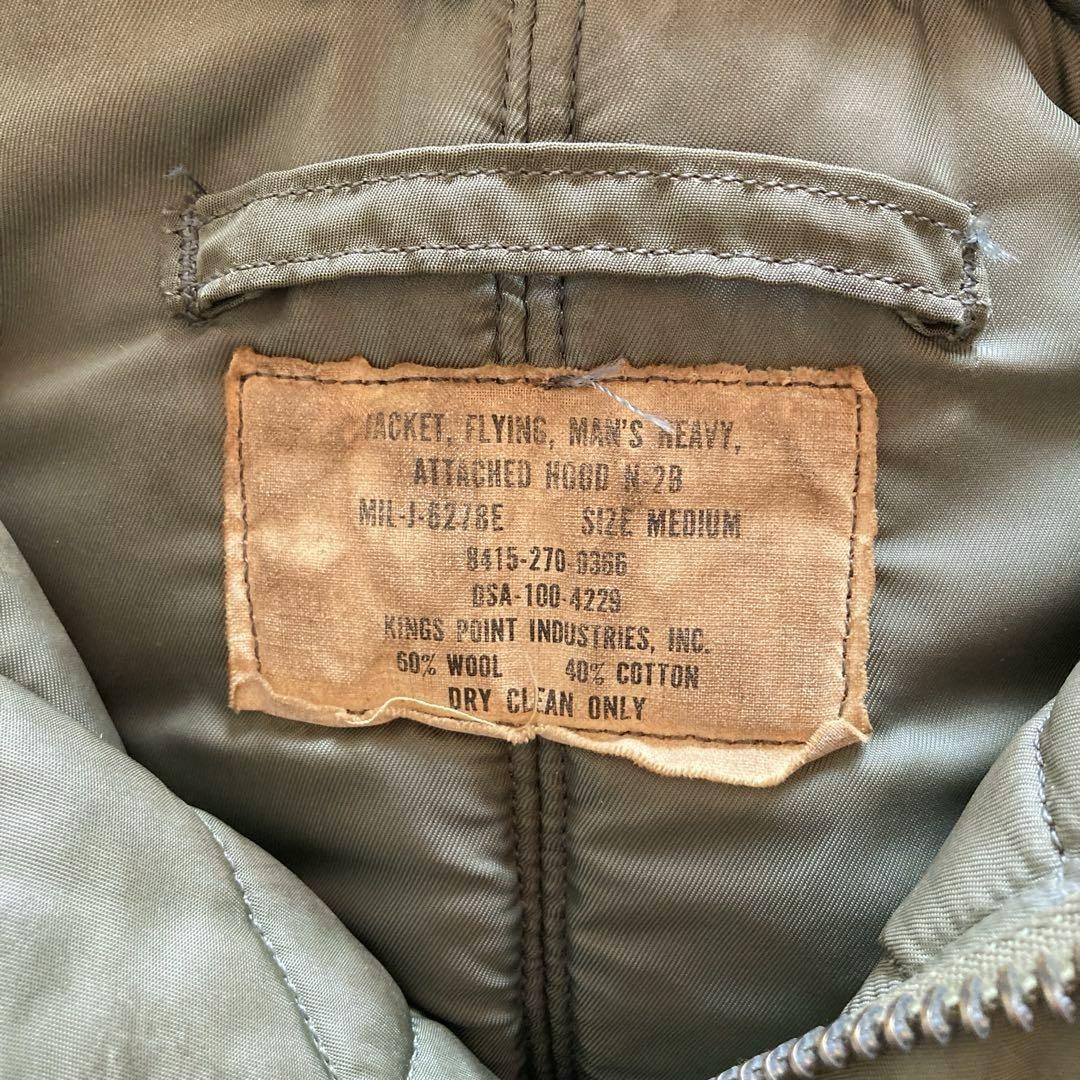 JACKET, FLYING, MAN'S HEAVY,
ATTACHED HOOD N-2B
MIL-J-6278E SIZE MEDIUM
8415-270-0366
DSA-100-4229
KINGS POINT INDUSTRIES, INC.
60% WOOL 40% COTTON
DRY CLEAN ONLY